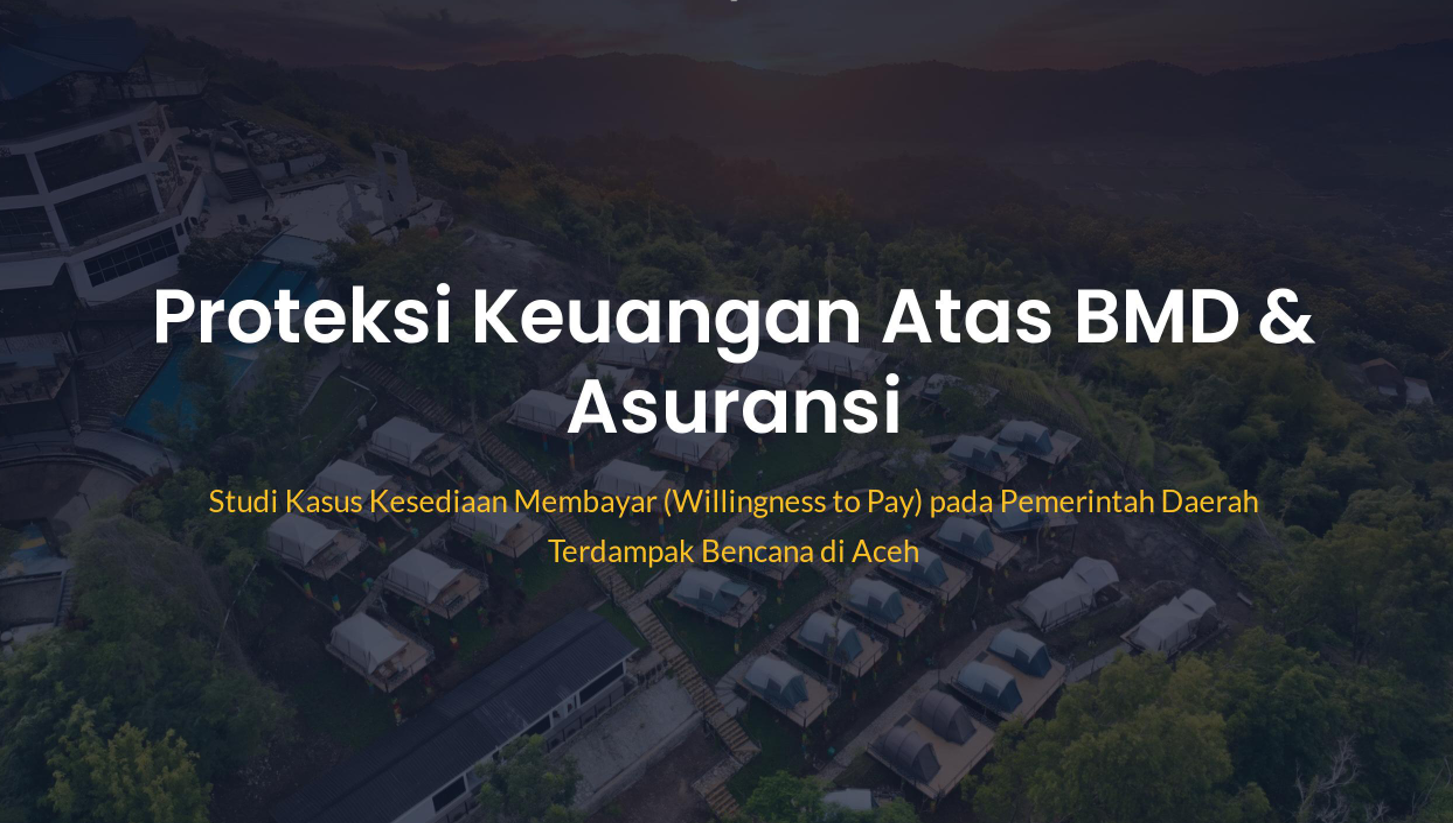 Proteksi Keuangan Atas BMD &
Asuransi
Studi Kasus Kesediaan Membayar (Willingness to Pay) pada Pemerintah Daerah
Terdampak Bencana di Aceh